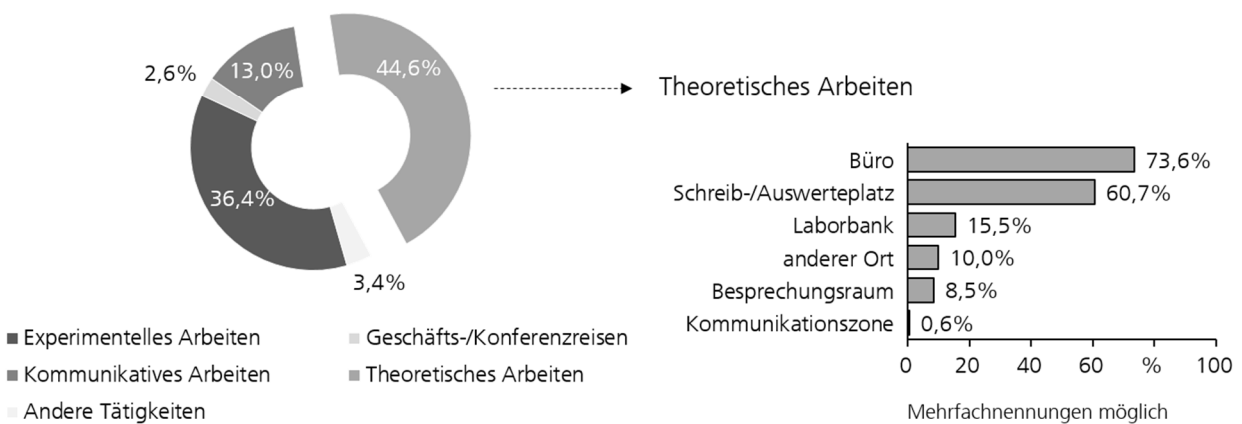 44,6%
13,0%
2,6%
36,4%
3,4%
Experimentelles Arbeiten
Geschäfts-/Konferenzreisen
Kommunikatives Arbeiten
Theoretisches Arbeiten
Andere Tätigkeiten
Theoretisches Arbeiten
Büro 73,6%
Schreib-/Auswerteplatz 60,7%
Laborbank 15,5%
anderer Ort 10,0%
Besprechungsraum 8,5%
Kommunikationszone 0,6%
0 20 40 60 % 100
Mehrfachnennungen möglich